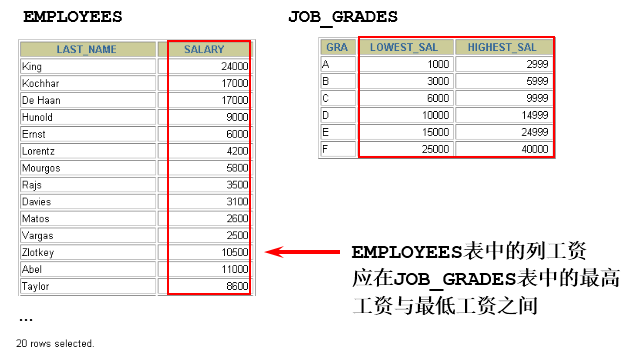 EMPLOYEES
LAST_NAME SALARY
King 24000
Kochhar 17000
De Haan 17000
Hunold 9000
Ernst 6000
Lorentz 4200
Mourgos 5800
Rajs 3500
Davies 3100
Matos 2600
Vargas 2500
Zlotkey 10500
Abel 11000
Taylor 8600
...
20 rows selected.
JOB_GRADES
GRA LOWEST_SAL HIGHEST_SAL
A 1000 2999
B 3000 5999
C 6000 9999
D 10000 14999
E 15000 24999
F 25000 40000
EMPLOYEES表中的列工资
应在JOB_GRADES表中的最高
工资与最低工资之间